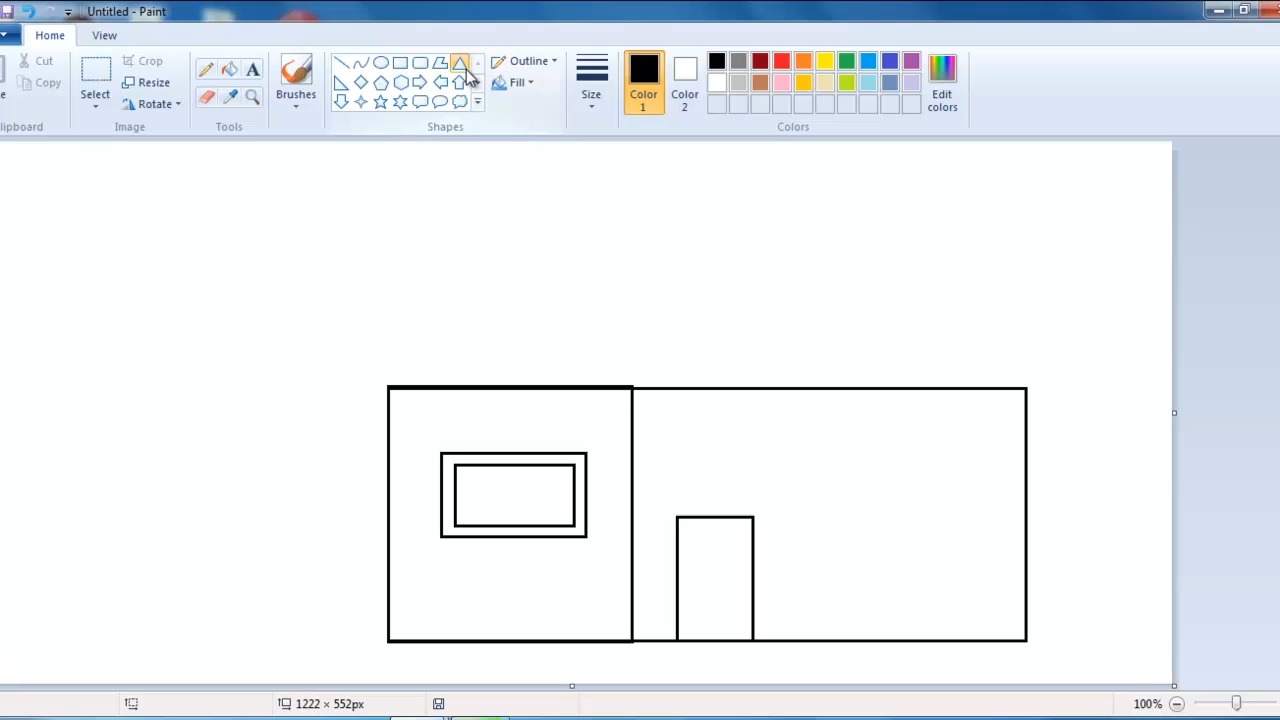 Untitled - Paint
Home View
Cut
Copy
Select
Crop
Resize
Rotate
Brushes
Outline
Fill
Size
Color 1
Color 2
Edit colors
lipboard Image Tools Shapes Colors
1222 × 552px 100%